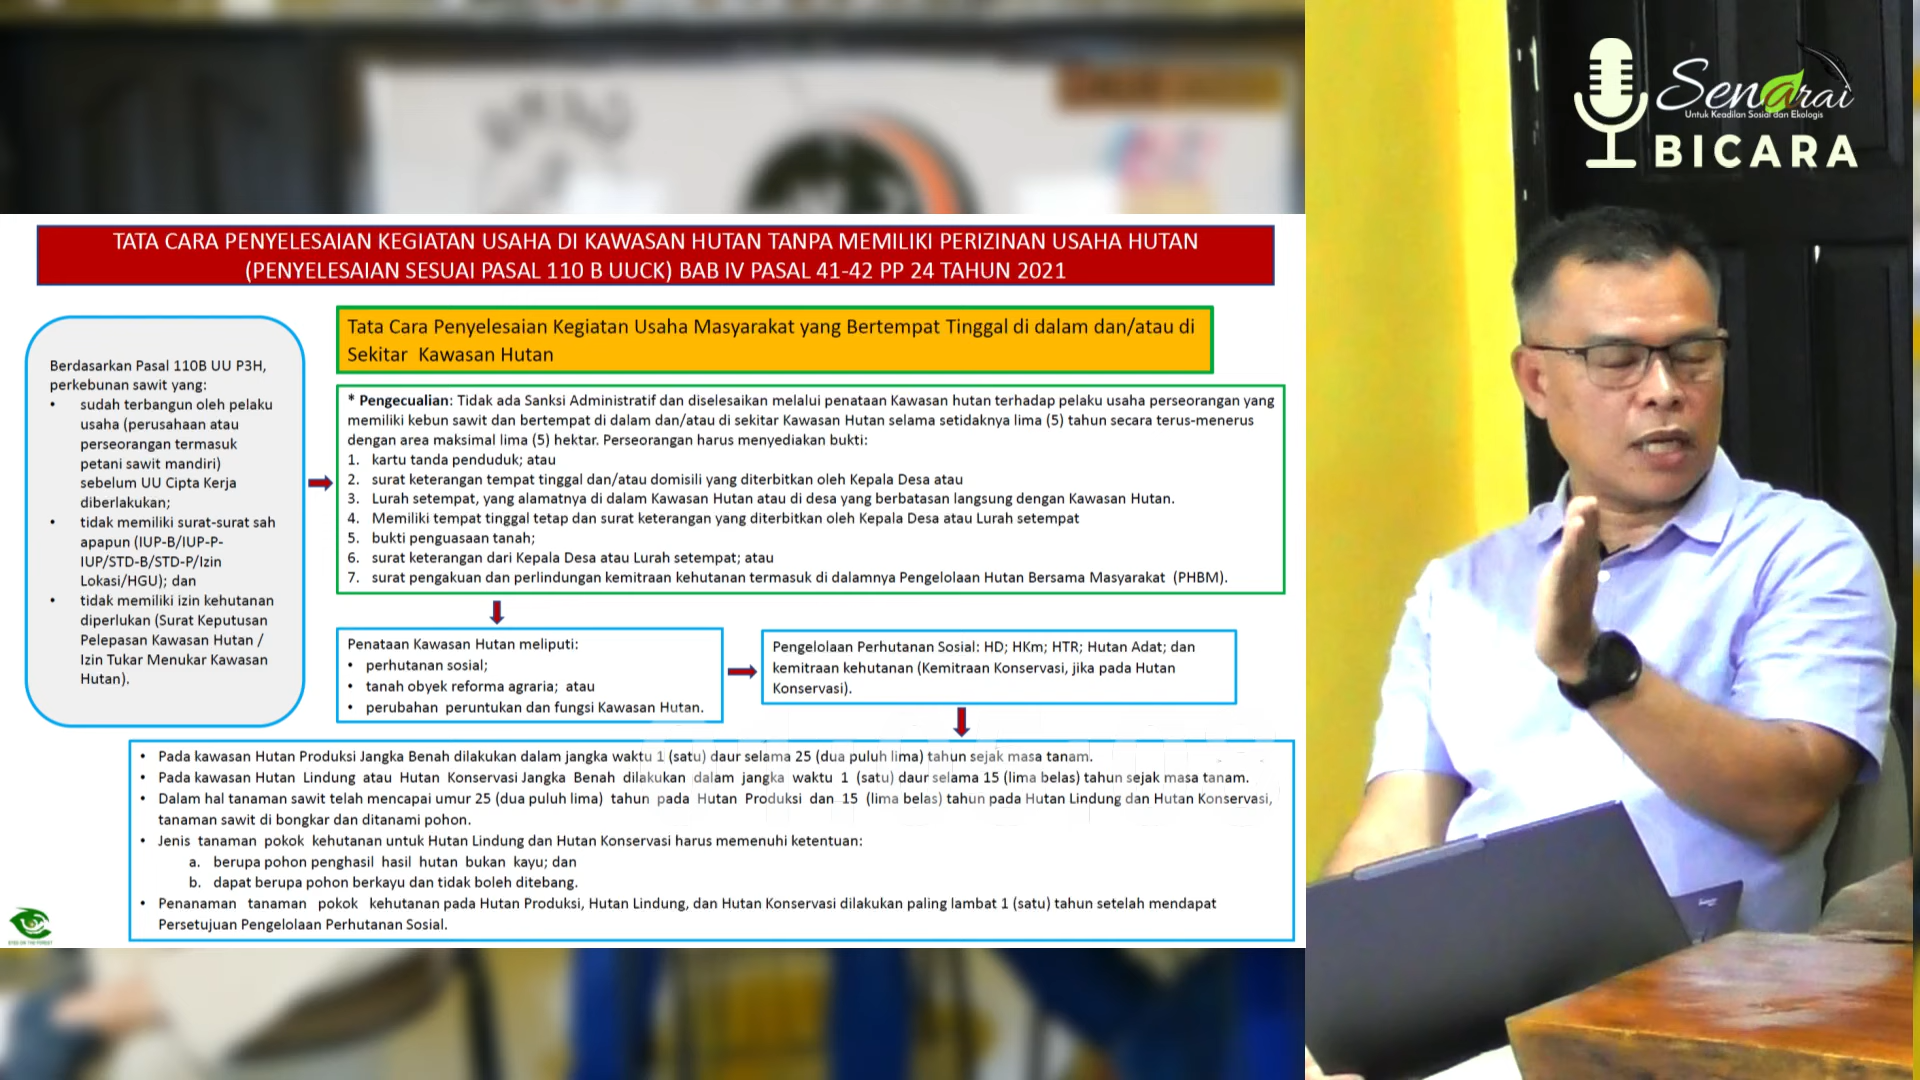 Senarai
Untuk Keadilan Sosial dan Ekologis
BICARA
TATA CARA PENYELESAIAN KEGIATAN USAHA DI KAWASAN HUTAN TANPA MEMILIKI PERIZINAN USAHA HUTAN
(PENYELESAIAN SESUAI PASAL 110 B UUCK) BAB IV PASAL 41-42 PP 24 TAHUN 2021
Berdasarkan Pasal 110B UU P3H,
perkebunan sawit yang:
• sudah terbangun oleh pelaku
usaha (perusahaan atau
perseorangan termasuk
petani sawit mandiri)
sebelum UU Cipta Kerja
diberlakukan;
• tidak memiliki surat-surat sah
apapun (IUP-B/IUP-P-
IUP/STD-B/STD-P/Izin
Lokasi/HGU); dan
• tidak memiliki izin kehutanan
diperlukan (Surat Keputusan
Pelepasan Kawasan Hutan /
Izin Tukar Menukar Kawasan
Hutan).
Tata Cara Penyelesaian Kegiatan Usaha Masyarakat yang Bertempat Tinggal di dalam dan/atau di
Sekitar Kawasan Hutan
* Pengecualian: Tidak ada Sanksi Administratif dan diselesaikan melalui penataan Kawasan hutan terhadap pelaku usaha perseorangan yang
memiliki kebun sawit dan bertempat di dalam dan/atau di sekitar Kawasan Hutan selama setidaknya lima (5) tahun secara terus-menerus
dengan area maksimal lima (5) hektar. Perseorangan harus menyediakan bukti:
1. kartu tanda penduduk; atau
2. surat keterangan tempat tinggal dan/atau domisili yang diterbitkan oleh Kepala Desa atau
3. Lurah setempat, yang alamatnya di dalam Kawasan Hutan atau di desa yang berbatasan langsung dengan Kawasan Hutan.
4. Memiliki tempat tinggal tetap dan surat keterangan yang diterbitkan oleh Kepala Desa atau Lurah setempat
5. bukti penguasaan tanah;
6. surat keterangan dari Kepala Desa atau Lurah setempat; atau
7. surat pengakuan dan perlindungan kemitraan kehutanan termasuk di dalamnya Pengelolaan Hutan Bersama Masyarakat (PHBM).
Penataan Kawasan Hutan meliputi:
• perhutanan sosial;
• tanah obyek reforma agraria; atau
• perubahan peruntukan dan fungsi Kawasan Hutan.
Pengelolaan Perhutanan Sosial: HD; HKm; HTR; Hutan Adat; dan
kemitraan kehutanan (Kemitraan Konservasi, jika pada Hutan
Konservasi).
• Pada kawasan Hutan Produksi Jangka Benah dilakukan dalam jangka waktu 1 (satu) daur selama 25 (dua puluh lima) tahun sejak masa tanam.
• Pada kawasan Hutan Lindung atau Hutan Konservasi Jangka Benah dilakukan dalam jangka waktu 1 (satu) daur selama 15 (lima belas) tahun sejak masa tanam.
• Dalam hal tanaman sawit telah mencapai umur 25 (dua puluh lima) tahun pada Hutan Produksi dan 15 (lima belas) tahun pada Hutan Lindung dan Hutan Konservasi,
tanaman sawit di bongkar dan ditanami pohon.
• Jenis tanaman pokok kehutanan untuk Hutan Lindung dan Hutan Konservasi harus memenuhi ketentuan:
a. berupa pohon penghasil hasil hutan bukan kayu; dan
b. dapat berupa pohon berkayu dan tidak boleh ditebang.
• Penanaman tanaman pokok kehutanan pada Hutan Produksi, Hutan Lindung, dan Hutan Konservasi dilakukan paling lambat 1 (satu) tahun setelah mendapat
Persetujuan Pengelolaan Perhutanan Sosial.
EYES ON THE FOREST